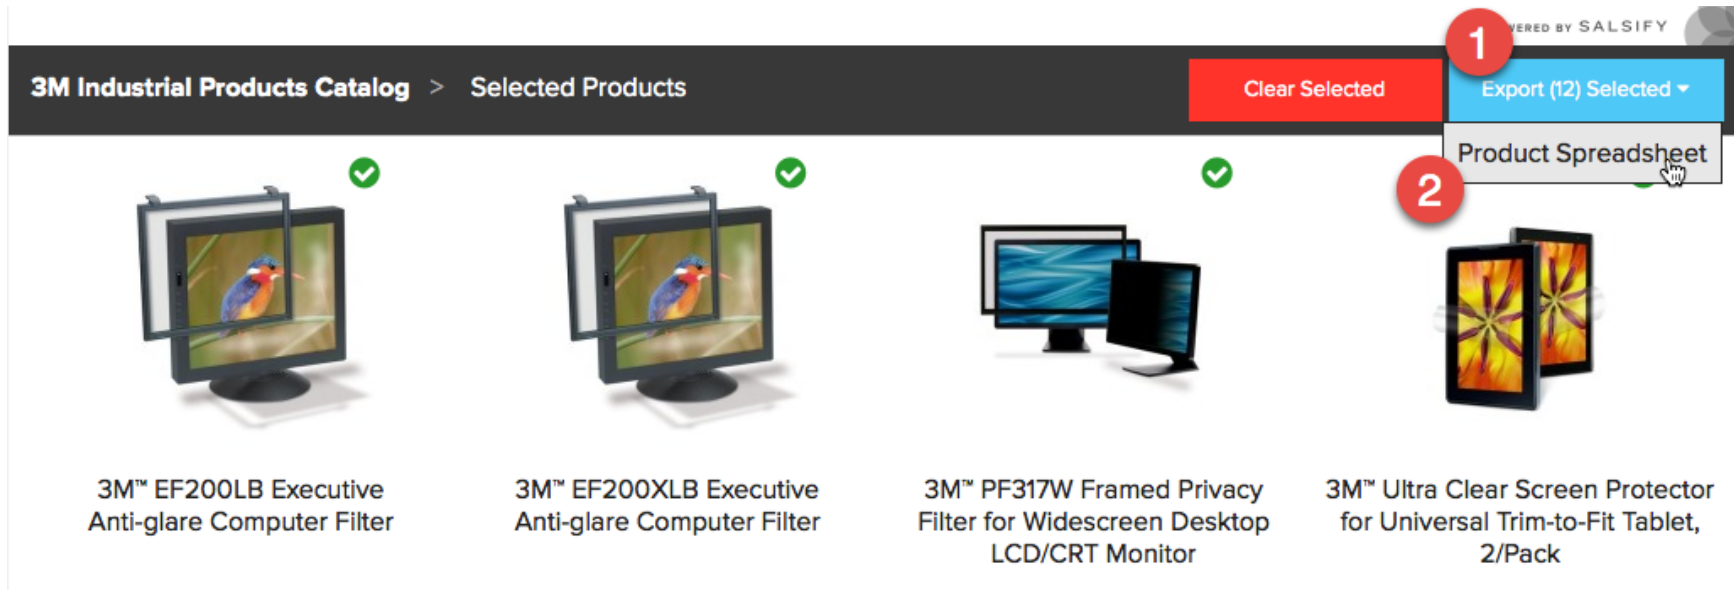 1
WERED BY SALSIFY
3M Industrial Products Catalog > Selected Products
Clear Selected
Export (12) Selected
Product Spreadsheet
2
3M™ EF200LB Executive
Anti-glare Computer Filter
3M™ EF200XLB Executive
Anti-glare Computer Filter
3M™ PF317W Framed Privacy
Filter for Widescreen Desktop
LCD/CRT Monitor
3M™ Ultra Clear Screen Protector
for Universal Trim-to-Fit Tablet,
2/Pack